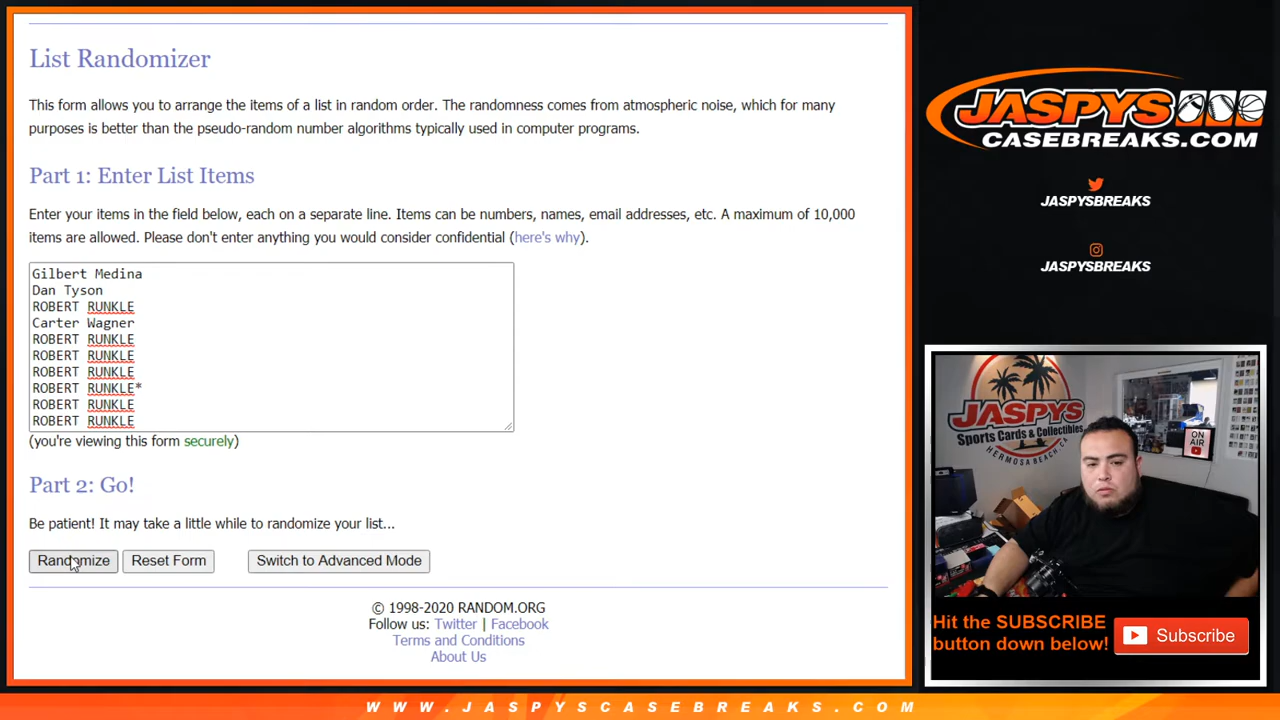 List Randomizer
This form allows you to arrange the items of a list in random order. The randomness comes from atmospheric noise, which for many
purposes is better than the pseudo-random number algorithms typically used in computer programs.
Part 1: Enter List Items
Enter your items in the field below, each on a separate line. Items can be numbers, names, email addresses, etc. A maximum of 10,000
items are allowed. Please don't enter anything you would consider confidential (here's why).
Gilbert Medina
Dan Tyson
ROBERT RUNKLE
Carter Wagner
ROBERT RUNKLE
ROBERT RUNKLE
ROBERT RUNKLE
ROBERT RUNKLE*
ROBERT RUNKLE
ROBERT RUNKLE
(you're viewing this form securely)
Part 2: Go!
Be patient! It may take a little while to randomize your list...
Randomize Reset Form Switch to Advanced Mode
© 1998-2020 RANDOM.ORG
Follow us: Twitter | Facebook
Terms and Conditions
About Us
JASPYS
CASEBREAKS.COM
JASPYSBREAKS
JASPYSBREAKS
JASPYS
Sports Cards & Collectibles
HERMOSA BEACH, CA
ON
AIR
Hit the SUBSCRIBE
button down below!
Subscribe
WWW.JASPYSCASEBREAKS.COM